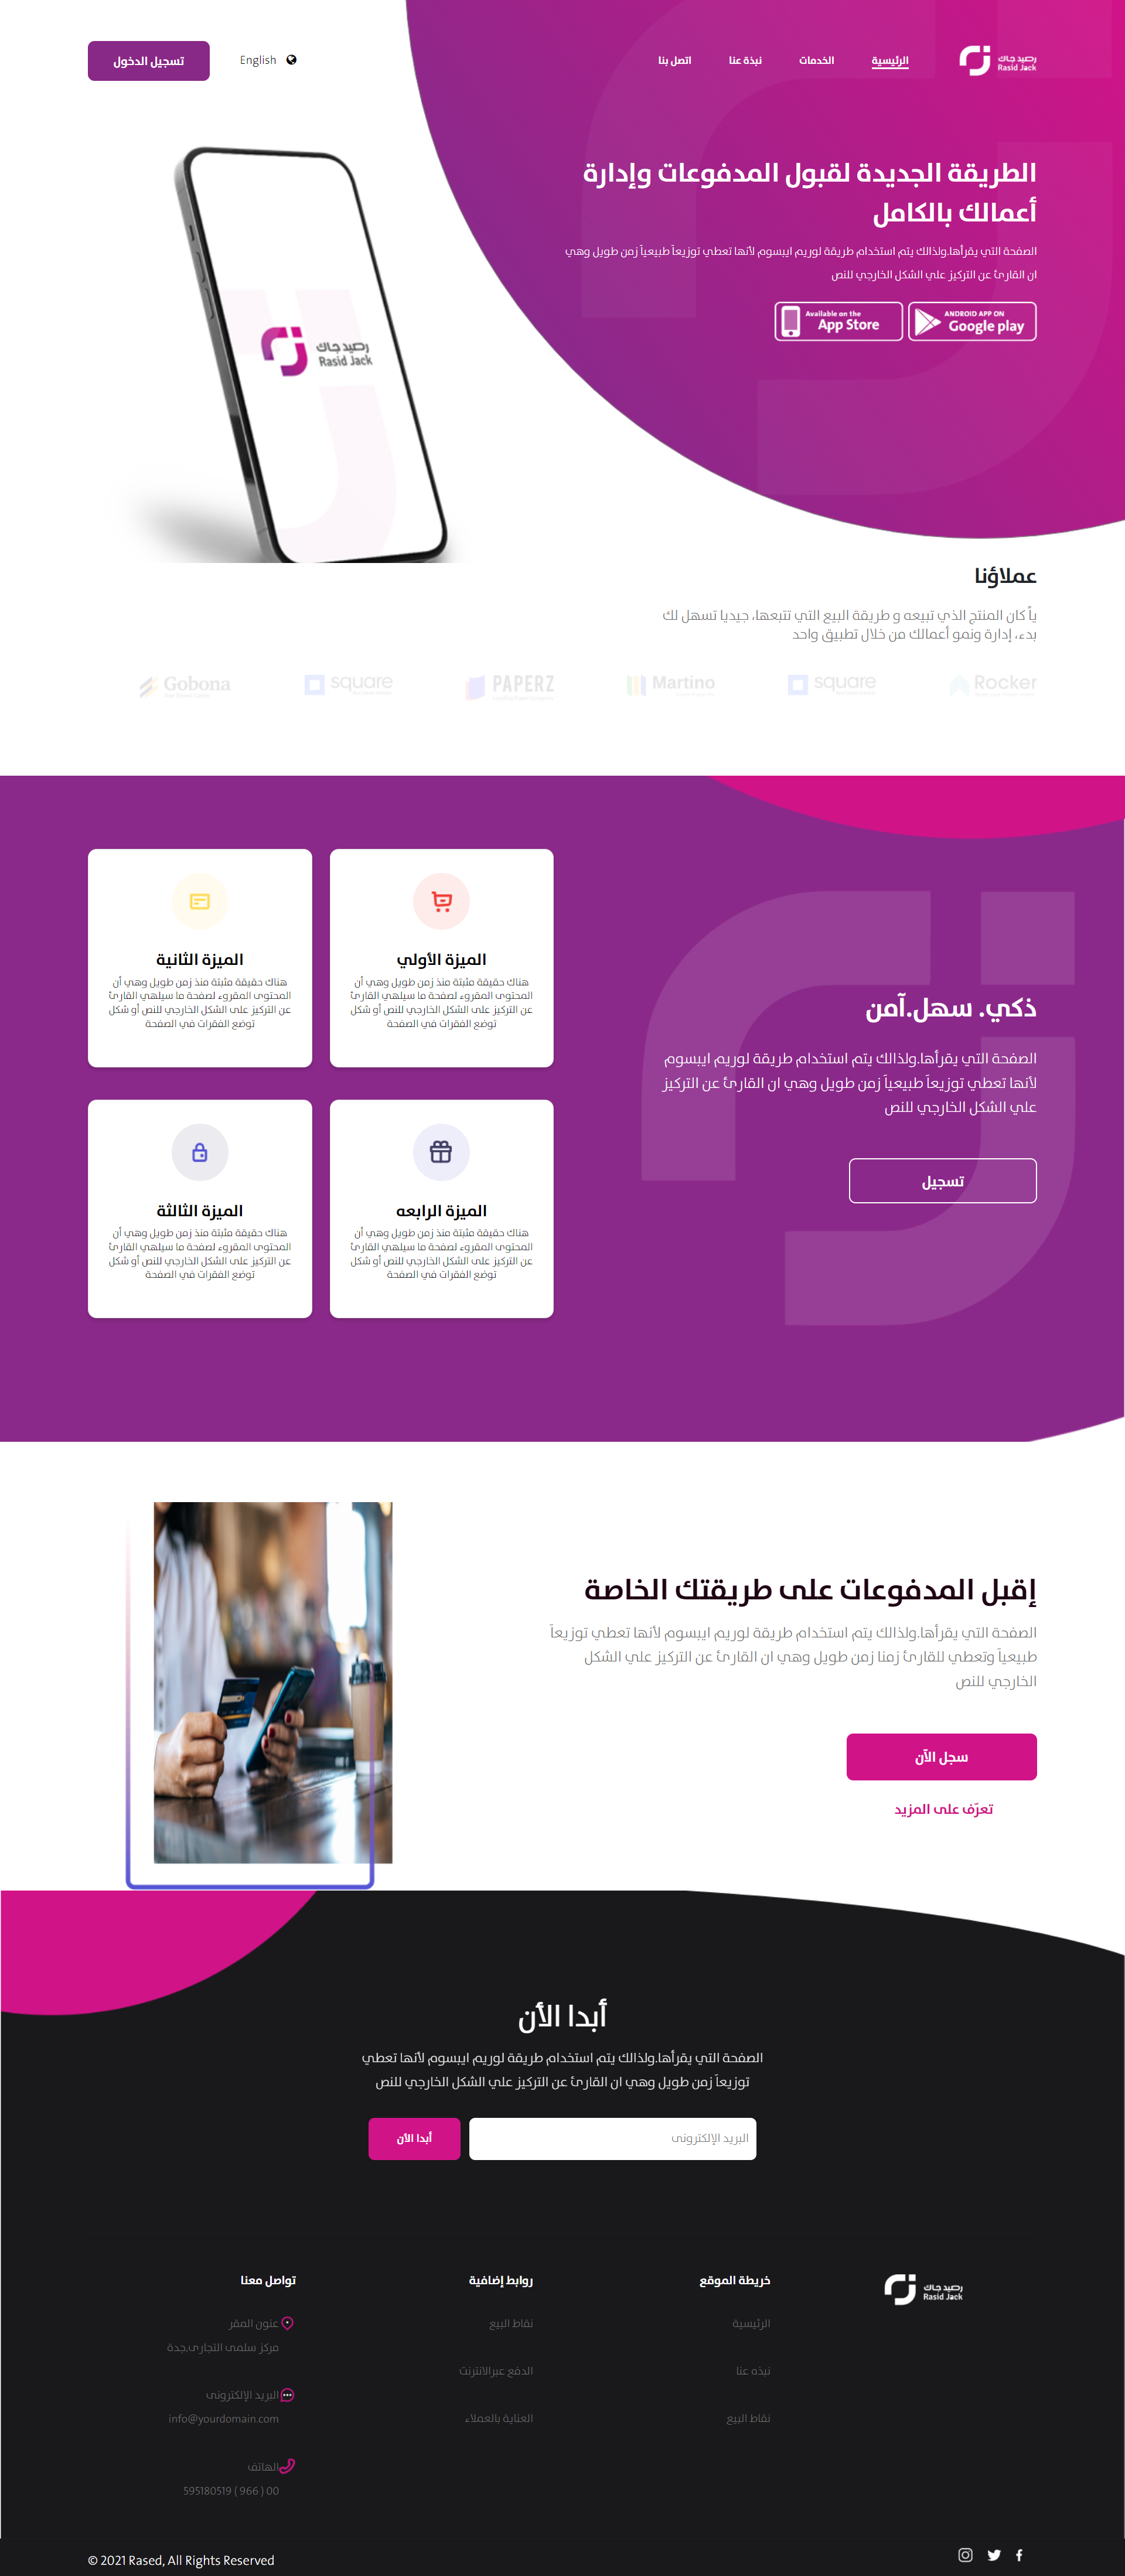 رصيد جاك
Rasid Jack
الرئيسية
الخدمات
نبذة عنا
اتصل بنا
English
تسجيل الدخول
الطريقة الجديدة لقبول المدفوعات وإدارة
أعمالك بالكامل
الصفحة التي يقرأها.ولذالك يتم استخدام طريقة لوريم ايبسوم لأنها تعطي توزيعاَ طبيعياَ زمن طويل وهي
ان القارئ عن التركيز علي الشكل الخارجي للنص
ANDROID APP ON
Google play
Available on the
App Store
رصيد جاك
Rasid Jack
عملاؤنا
ياً كان المنتج الذي تبيعه و طريقة البيع التي تتبعها، جيديا تسهل لك
بدء، إدارة ونمو أعمالك من خلال تطبيق واحد
Rocker
square
Martino
PAPERZ
square
Gobona
ذكي. سهل.آمن
الصفحة التي يقرأها.ولذالك يتم استخدام طريقة لوريم ايبسوم
لأنها تعطي توزيعاَ طبيعياَ زمن طويل وهي ان القارئ عن التركيز
علي الشكل الخارجي للنص
تسجيل
الميزة الأولي
هناك حقيقة مثبتة منذ زمن طويل وهي أن
المحتوى المقروء لصفحة ما سيلهي القارئ
عن التركيز على الشكل الخارجي للنص أو شكل
توضع الفقرات في الصفحة
الميزة الثانية
هناك حقيقة مثبتة منذ زمن طويل وهي أن
المحتوى المقروء لصفحة ما سيلهي القارئ
عن التركيز على الشكل الخارجي للنص أو شكل
توضع الفقرات في الصفحة
الميزة الرابعه
هناك حقيقة مثبتة منذ زمن طويل وهي أن
المحتوى المقروء لصفحة ما سيلهي القارئ
عن التركيز على الشكل الخارجي للنص أو شكل
توضع الفقرات في الصفحة
الميزة الثالثة
هناك حقيقة مثبتة منذ زمن طويل وهي أن
المحتوى المقروء لصفحة ما سيلهي القارئ
عن التركيز على الشكل الخارجي للنص أو شكل
توضع الفقرات في الصفحة
إقبل المدفوعات على طريقتك الخاصة
الصفحة التي يقرأها.ولذالك يتم استخدام طريقة لوريم ايبسوم لأنها تعطي توزيعاَ
طبيعياَ وتعطي للقارئ زمنا زمن طويل وهي ان القارئ عن التركيز علي الشكل
الخارجي للنص
سجل الآن
تعرّف على المزيد
أبدا الأن
الصفحة التي يقرأها.ولذالك يتم استخدام طريقة لوريم ايبسوم لأنها تعطي
توزيعاَ زمن طويل وهي ان القارئ عن التركيز علي الشكل الخارجي للنص
البريد الإلكترونى
أبدا الأن
رصيد جاك
Rasid Jack
خريطة الموقع
الرئيسية
نبذه عنا
نقاط البيع
روابط إضافية
نقاط البيع
الدفع عبرالانترنت
العناية بالعملاء
تواصل معنا
عنون المقر
مركز سلمى التجارى,جدة
البريد الإلكترونى
info@yourdomain.com
الهاتف
595180519 ( 966 ) 00
© 2021 Rased, All Rights Reserved